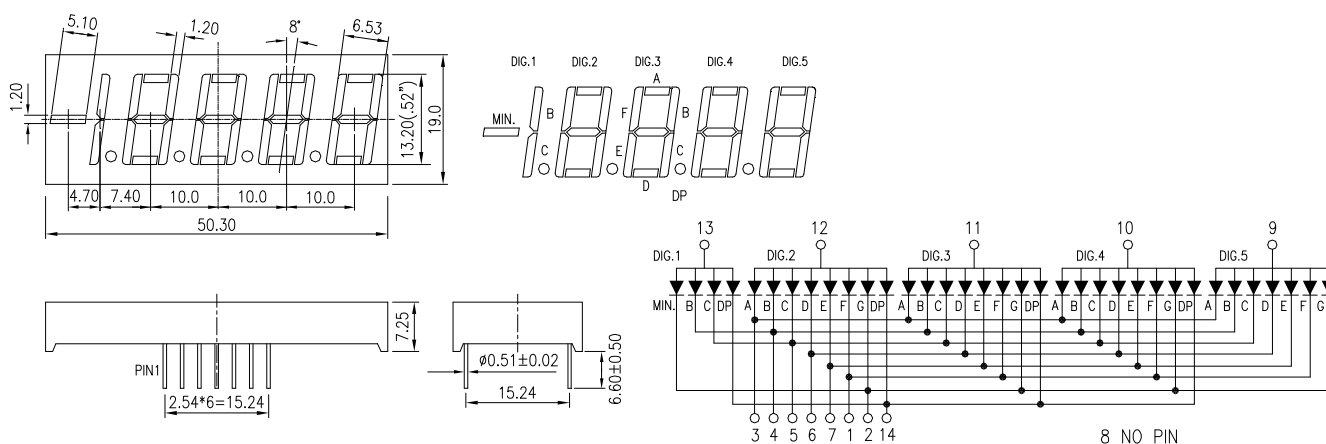 5.10
1.20
8°
6.53
1.20
13.20(.52")
19.0
4.70
7.40
10.0
10.0
10.0
50.30
DIG.1
DIG.2
DIG.3
DIG.4
DIG.5
A
MIN.
B
F
B
C
E
C
D
DP
PIN1
2.54*6=15.24
7.25
ø0.51±0.02
15.24
6.60±0.50
13
12
11
10
9
DIG.1
DIG.2
DIG.3
DIG.4
DIG.5
MIN. B C DP A B C D E F G DP A B C D E F G DP A B C D E F G DP A B C D E F G
3 4 5 6 7 1 2 14
8 NO PIN